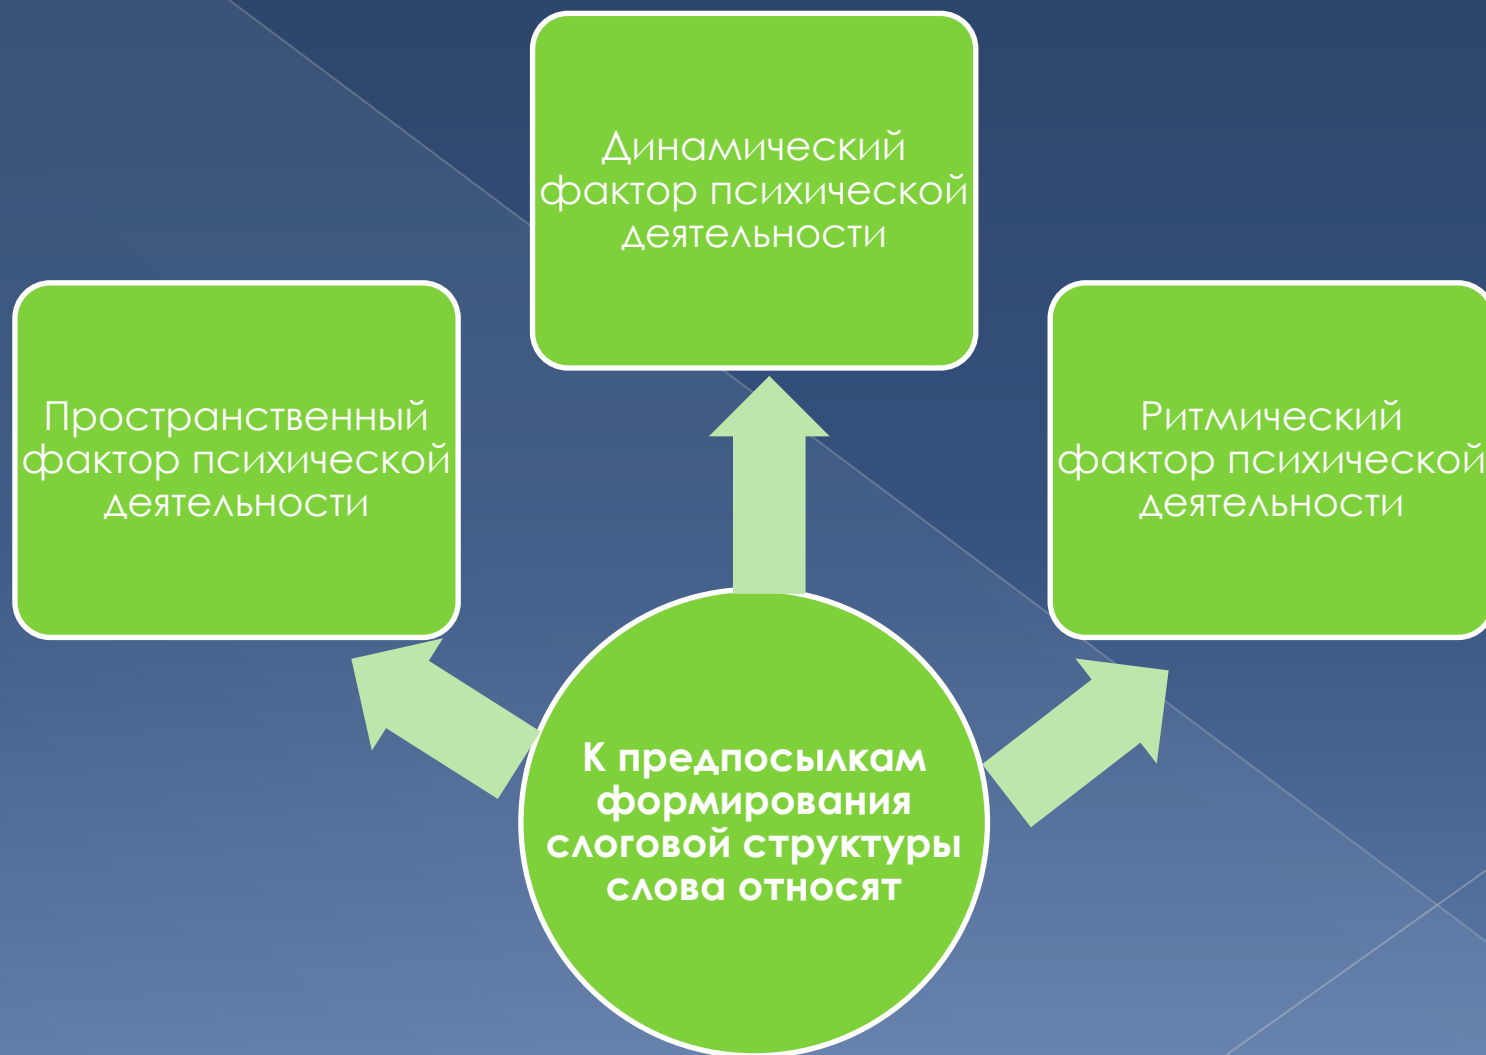 Динамический
фактор психической
деятельности
Пространственный
фактор психической
деятельности
Ритмический
фактор психической
деятельности
К предпосылкам
формирования
слоговой структуры
слова относят